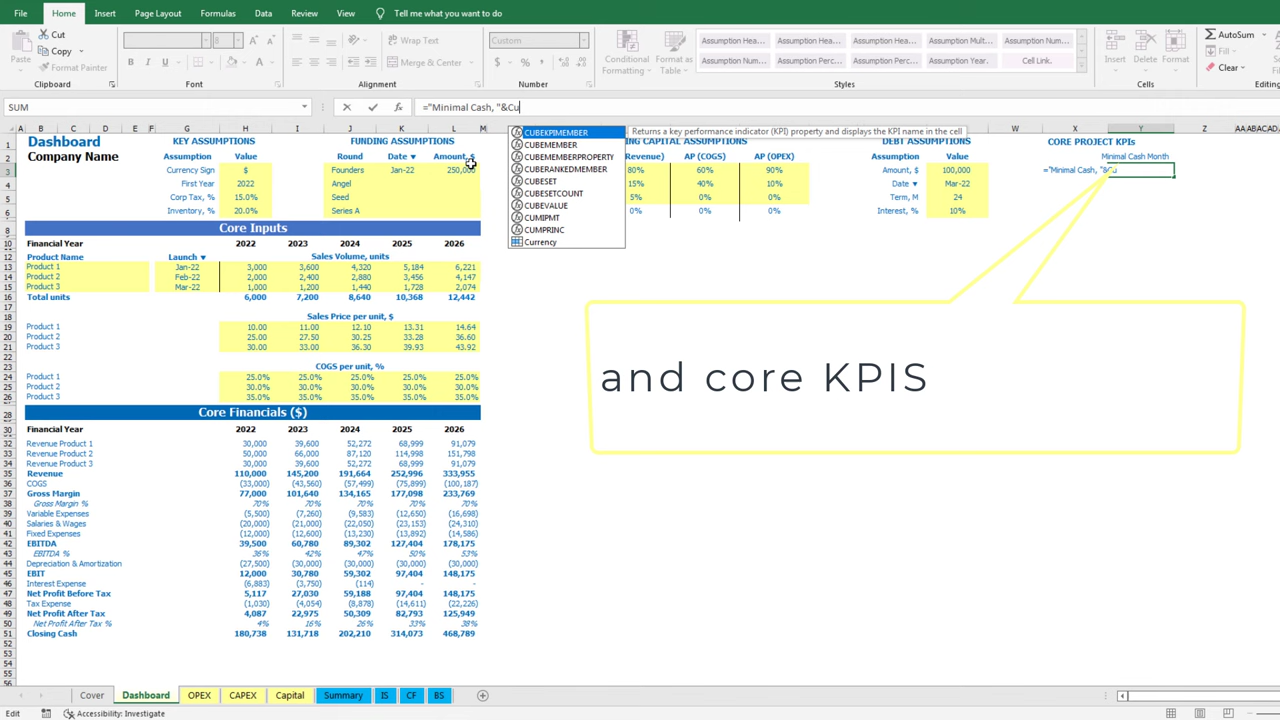 File Home Insert Page Layout Formulas Data Review View Tell me what you want to do
Paste Cut Copy Format Painter 8 Wrap Text Merge & Center Custom Conditional Formatting Format as Table Assumption Hea... Assumption Hea... Assumption Hea... Assumption Mult... Assumption Num... Assumption Num... Assumption Perc... Assumption Perc... Assumption Year. Cell Link. Insert Delete Format AutoSum Fill Clear
Clipboard Font Alignment Number Styles Cells Editing
SUM ="Minimal Cash, "&Cu
CUBEKPIMEMBER Returns a key performance indicator (KPI) property and displays the KPI name in the cell
CUBEMEMBER
CUBEMEMBERPROPERTY
CUBERANKEDMEMBER
CUBESET
CUBESETCOUNT
CUBEVALUE
CUMIPMT
CUMPRINC
Currency
B C D E F G H I J K L M W X Y Z
Dashboard KEY ASSUMPTIONS FUNDING ASSUMPTIONS CAPITAL ASSUMPTIONS DEBT ASSUMPTIONS CORE PROJECT KPIs
Company Name Assumption Value Round Date Amount, $ Revenue) AP (COGS) AP (OPEX) Assumption Value Minimal Cash Month
Currency Sign $ Founders Jan-22 250,000 80% 60% 90% Amount, $ 100,000 ="Minimal Cash, "&Cu
First Year 2022 Angel 15% 40% 10% Date Mar-22
Corp Tax, % 15.0% Seed 5% 0% 0% Term, M 24
Inventory, % 20.0% Series A 0% 0% 0% Interest, % 10%
Core Inputs
Financial Year 2022 2023 2024 2025 2026
Product Name Launch Sales Volume, units
Product 1 Jan-22 3,000 3,600 4,320 5,184 6,221
Product 2 Feb-22 2,000 2,400 2,880 3,456 4,147
Product 3 Mar-22 1,000 1,200 1,440 1,728 2,074
Total units 6,000 7,200 8,640 10,368 12,442
Sales Price per unit, $
Product 1 10.00 11.00 12.10 13.31 14.64
Product 2 25.00 27.50 30.25 33.28 36.60
Product 3 30.00 33.00 36.30 39.93 43.92
COGS per unit, %
Product 1 25.0% 25.0% 25.0% 25.0% 25.0%
Product 2 30.0% 30.0% 30.0% 30.0% 30.0%
Product 3 35.0% 35.0% 35.0% 35.0% 35.0%
and core KPIS
Core Financials ($)
Financial Year 2022 2023 2024 2025 2026
Revenue Product 1 30,000 39,600 52,272 68,999 91,079
Revenue Product 2 50,000 66,000 87,120 114,998 151,798
Revenue Product 3 30,000 39,600 52,272 68,999 91,079
Revenue 110,000 145,200 191,664 252,996 333,955
COGS (33,000) (43,560) (57,499) (75,899) (100,187)
Gross Margin 77,000 101,640 134,165 177,098 233,769
Gross Margin % 70% 70% 70% 70% 70%
Variable Expenses (5,500) (7,260) (9,583) (12,650) (16,698)
Salaries & Wages (20,000) (21,000) (22,050) (23,153) (24,310)
Fixed Expenses (12,000) (12,600) (13,230) (13,892) (14,586)
EBITDA 39,500 60,780 89,302 127,404 178,175
EBITDA % 36% 42% 47% 50% 53%
Depreciation & Amortization (27,500) (30,000) (30,000) (30,000) (30,000)
EBIT 12,000 30,780 59,302 97,404 148,175
Interest Expense (6,883) (3,750) (114) - -
Net Profit Before Tax 5,117 27,030 59,188 97,404 148,175
Tax Expense (1,030) (4,054) (8,878) (14,611) (22,226)
Net Profit After Tax 4,087 22,975 50,309 82,793 125,949
Net Profit After Tax % 4% 16% 26% 33% 38%
Closing Cash 180,738 131,718 202,210 314,073 468,789
Cover Dashboard OPEX CAPEX Capital Summary IS CF BS
Edit Accessibility: Investigate